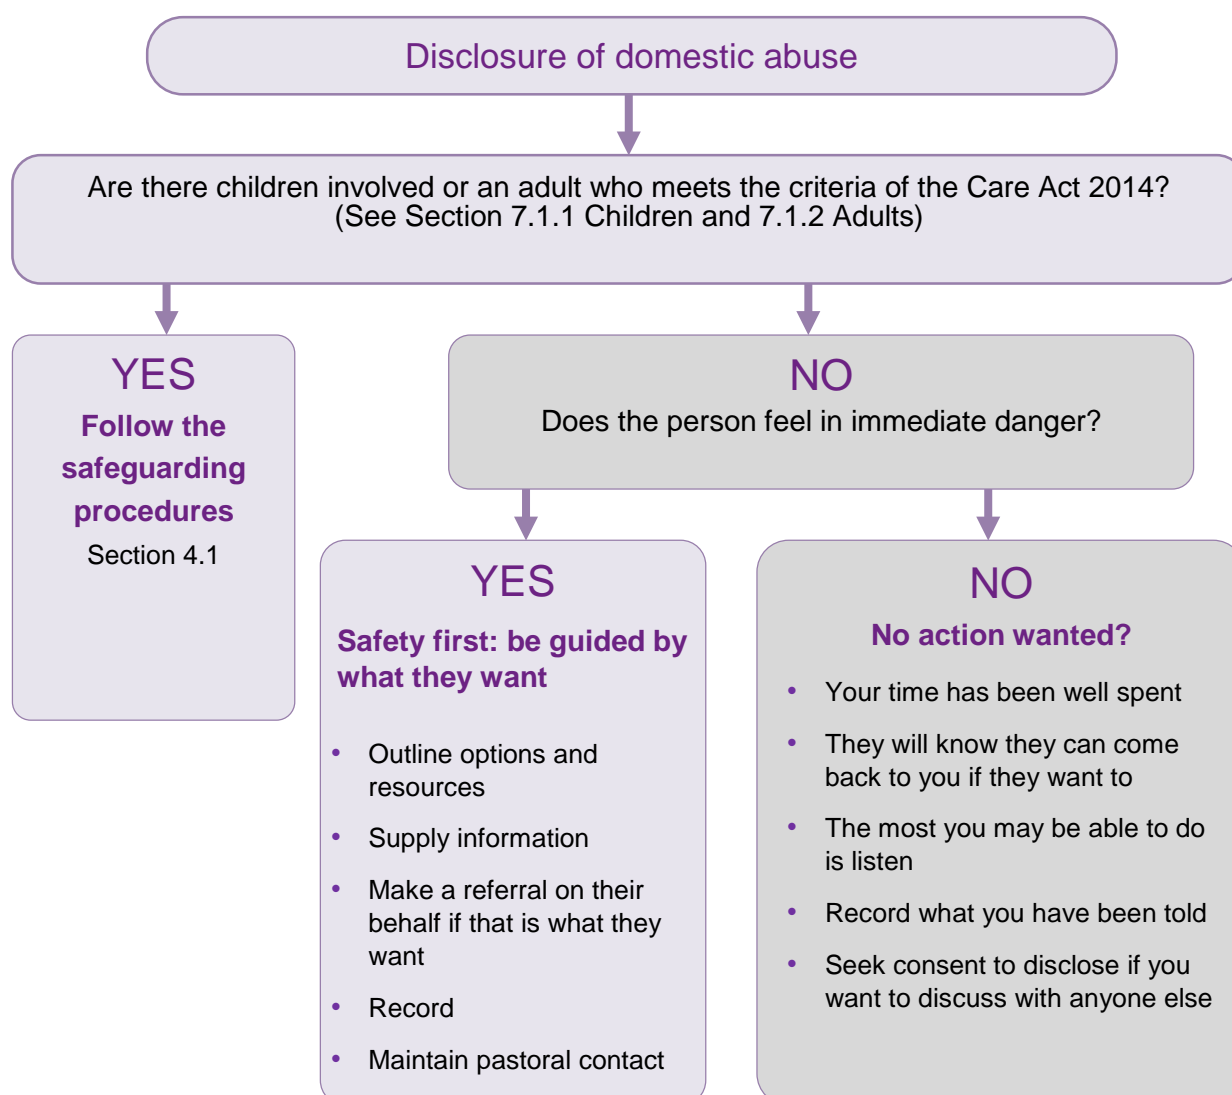 Disclosure of domestic abuse
Are there children involved or an adult who meets the criteria of the Care Act 2014?
(See Section 7.1.1 Children and 7.1.2 Adults)
YES
Follow the
safeguarding
procedures
Section 4.1
NO
Does the person feel in immediate danger?
YES
Safety first: be guided by
what they want
• Outline options and
resources
• Supply information
• Make a referral on their
behalf if that is what they
want
• Record
• Maintain pastoral contact
NO
No action wanted?
• Your time has been well spent
• They will know they can come
back to you if they want to
• The most you may be able to do
is listen
• Record what you have been told
• Seek consent to disclose if you
want to discuss with anyone else